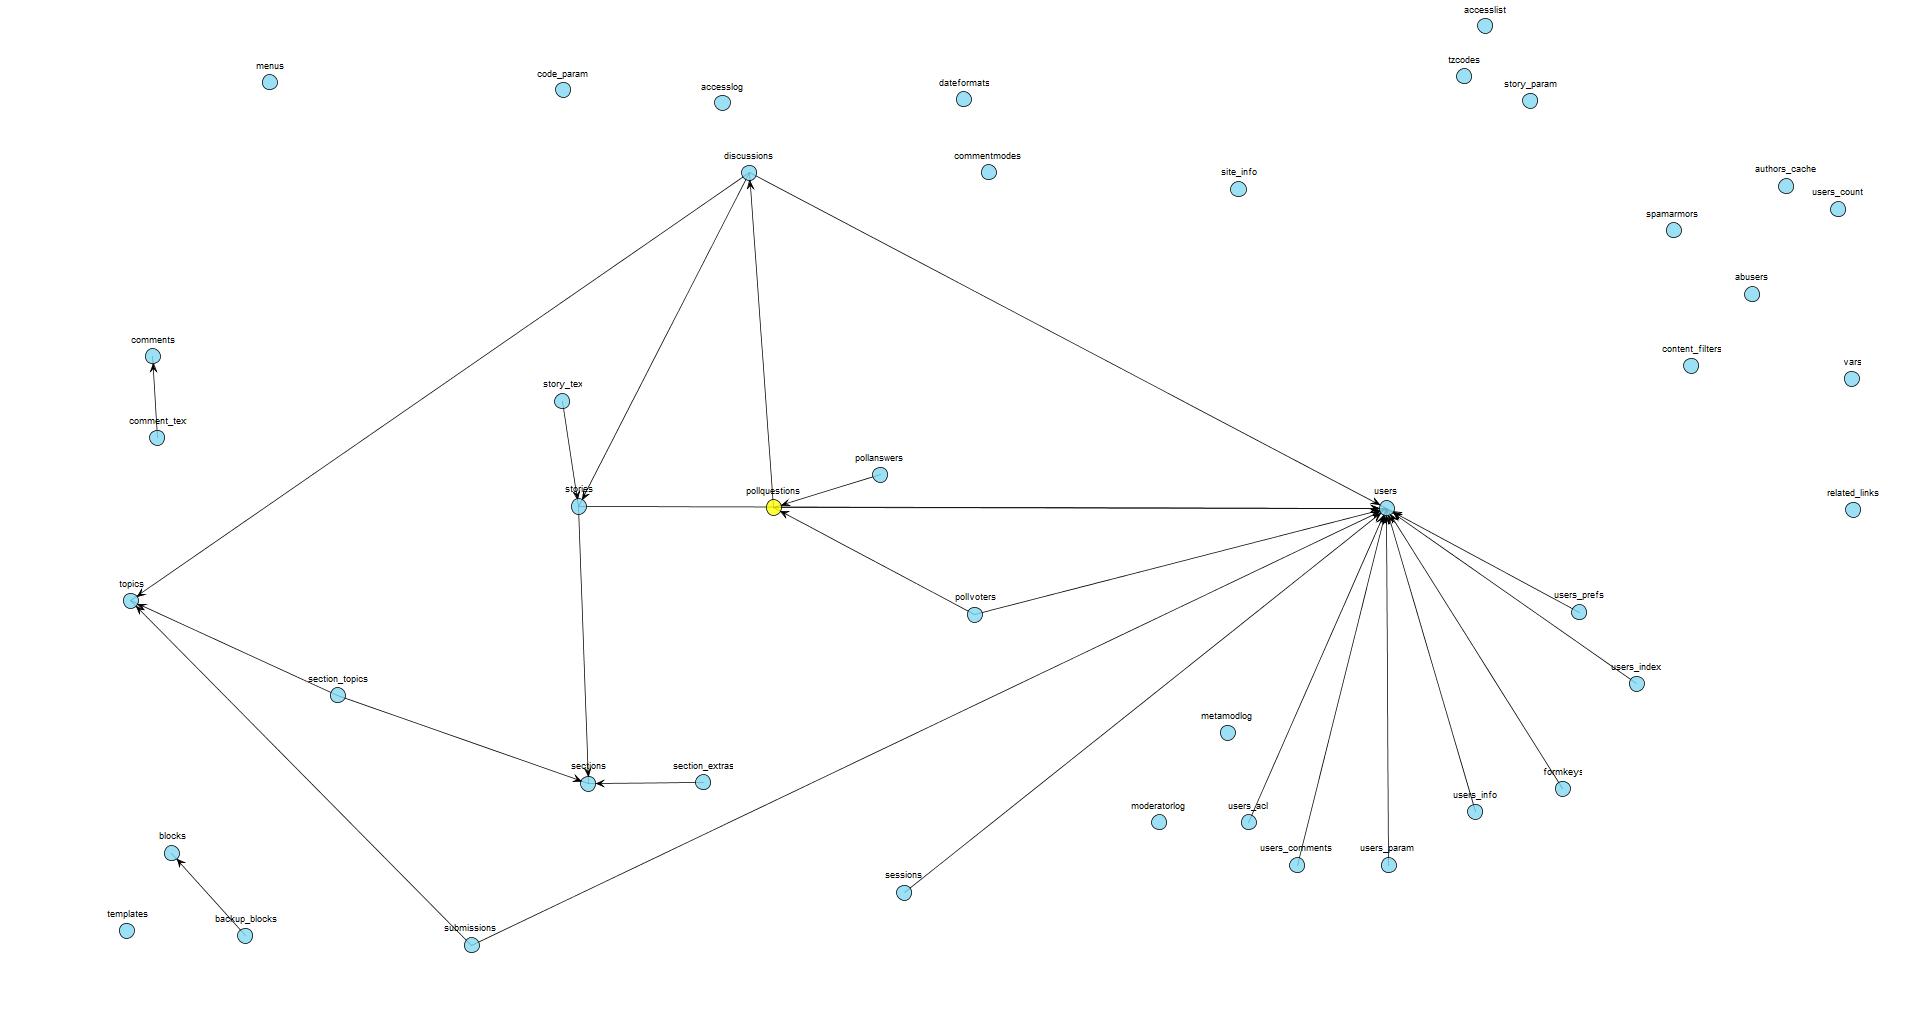 accesslist
tzcodes
menus
code_param
story_param
dateformats
accesslog
discussions
commentmodes
authors_cache
site_info
users_count
spamarmors
abusers
comments
content_filters
vars
story_tex
comment_tex
pollanswers
stories
pollquestions
users
related_links
topics
users_prefs
pollvoters
users_index
section_topics
metamodlog
sections
section_extras
formkeys
users_info
moderatorlog
users_acl
blocks
users_comments
users_param
sessions
templates
backup_blocks
submissions